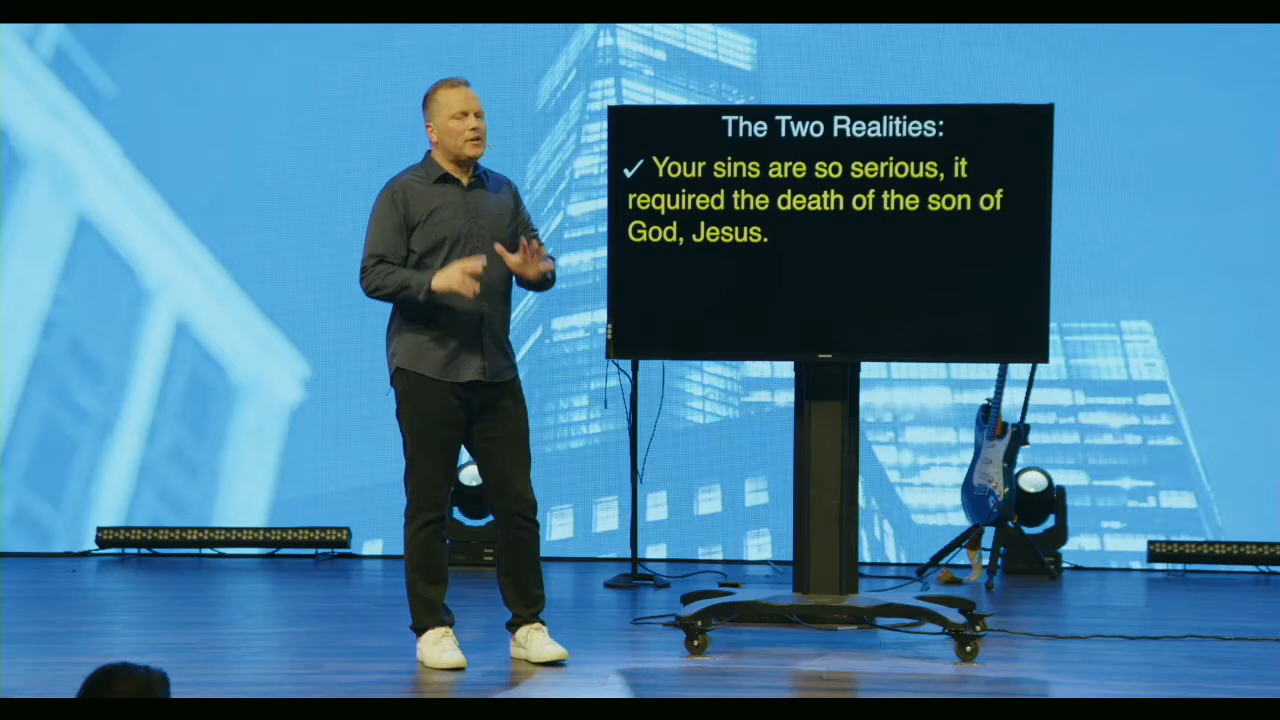 The Two Realities:
✓ Your sins are so serious, it
required the death of the son of
God, Jesus.